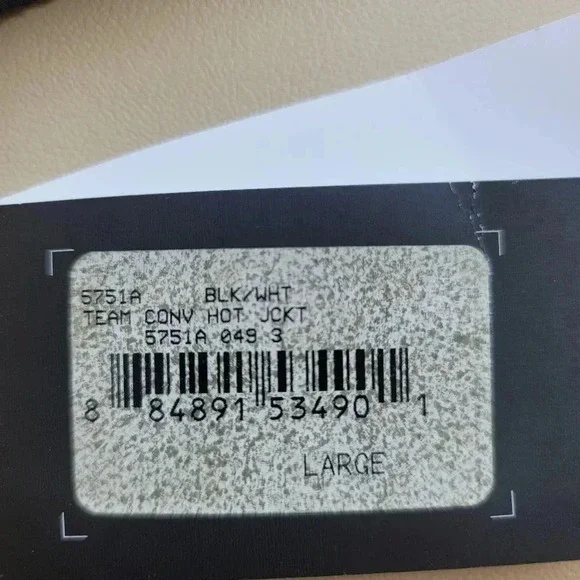 5751A BLK/WHT
TEAM CONV HOT JCKT
5751A 049 3
8 84891 53490 1
LARGE